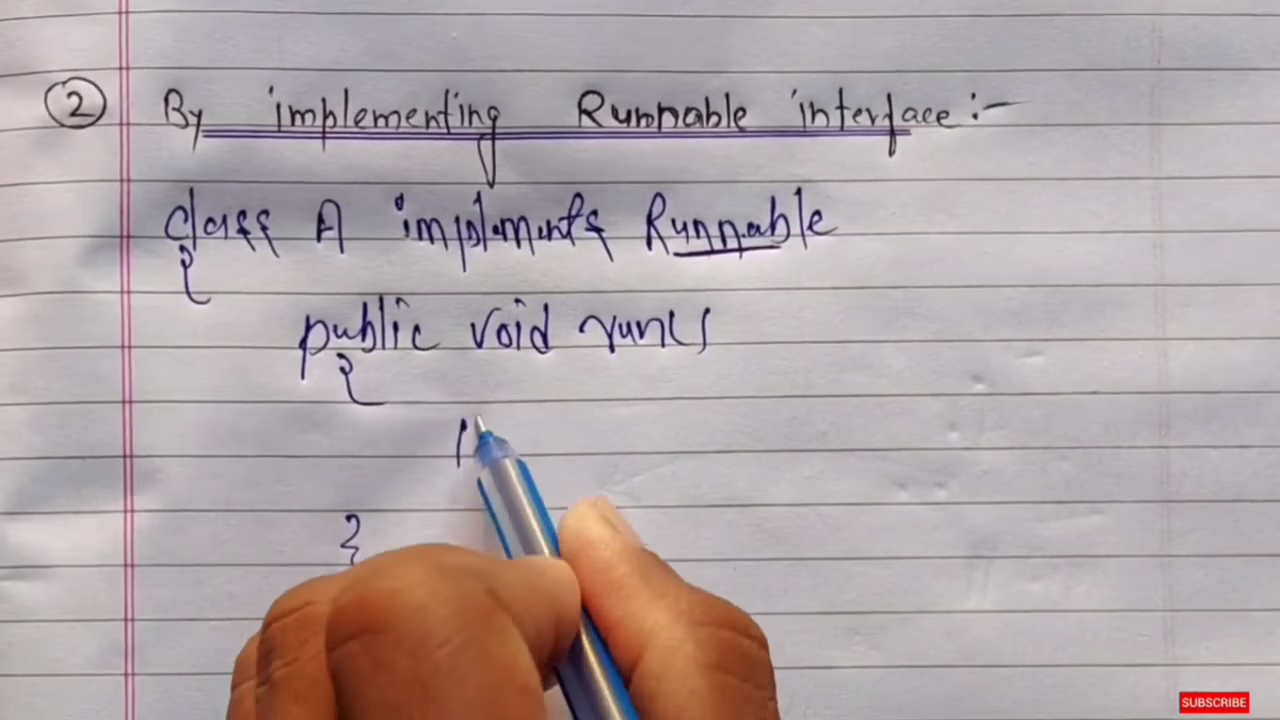 ② By implementing Runnable interface :-
class A implements Runnable
{
public void run()
{
}
SUBSCRIBE